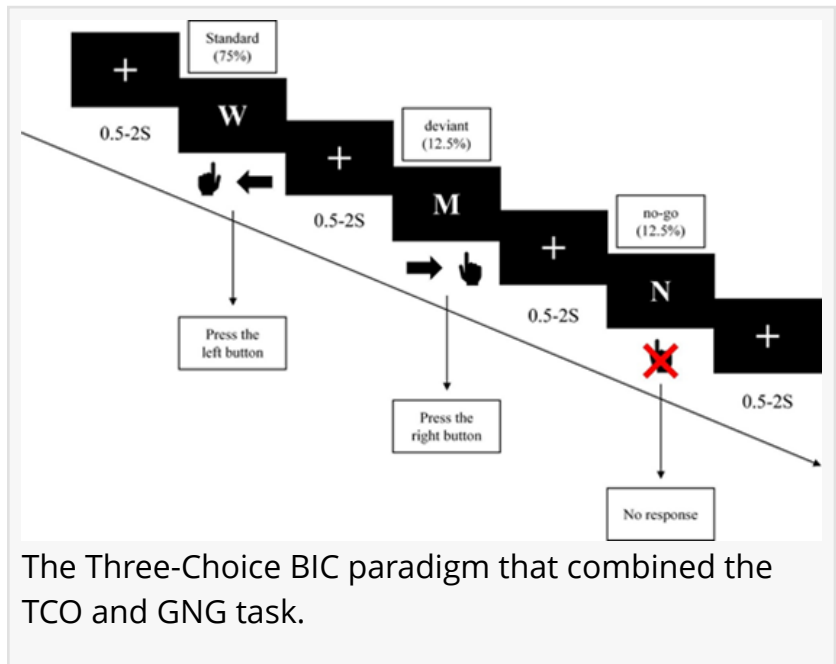 +
Standard
(75%)
W
0.5-2S
+
deviant
(12.5%)
M
0.5-2S
+
no-go
(12.5%)
N
0.5-2S
+
0.5-2S
Press the
left button
Press the
right button
No response
The Three-Choice BIC paradigm that combined the
TCO and GNG task.